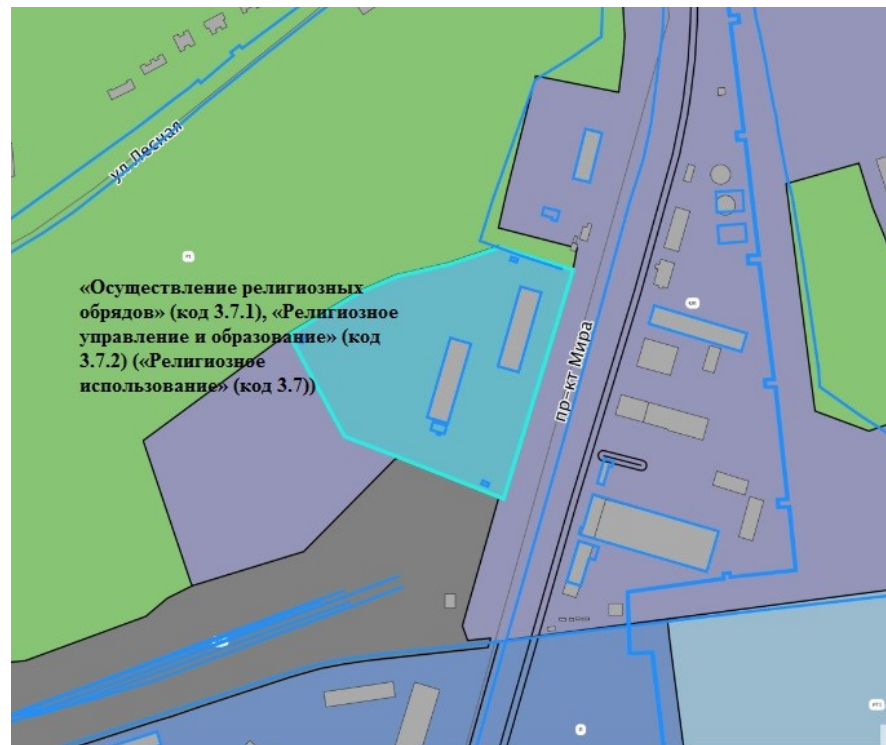 ул Лесная
«Осуществление религиозных
обрядов» (код 3.7.1), «Религиозное
управление и образование» (код
3.7.2) («Религиозное
использование» (код 3.7))
пр-кт Мира